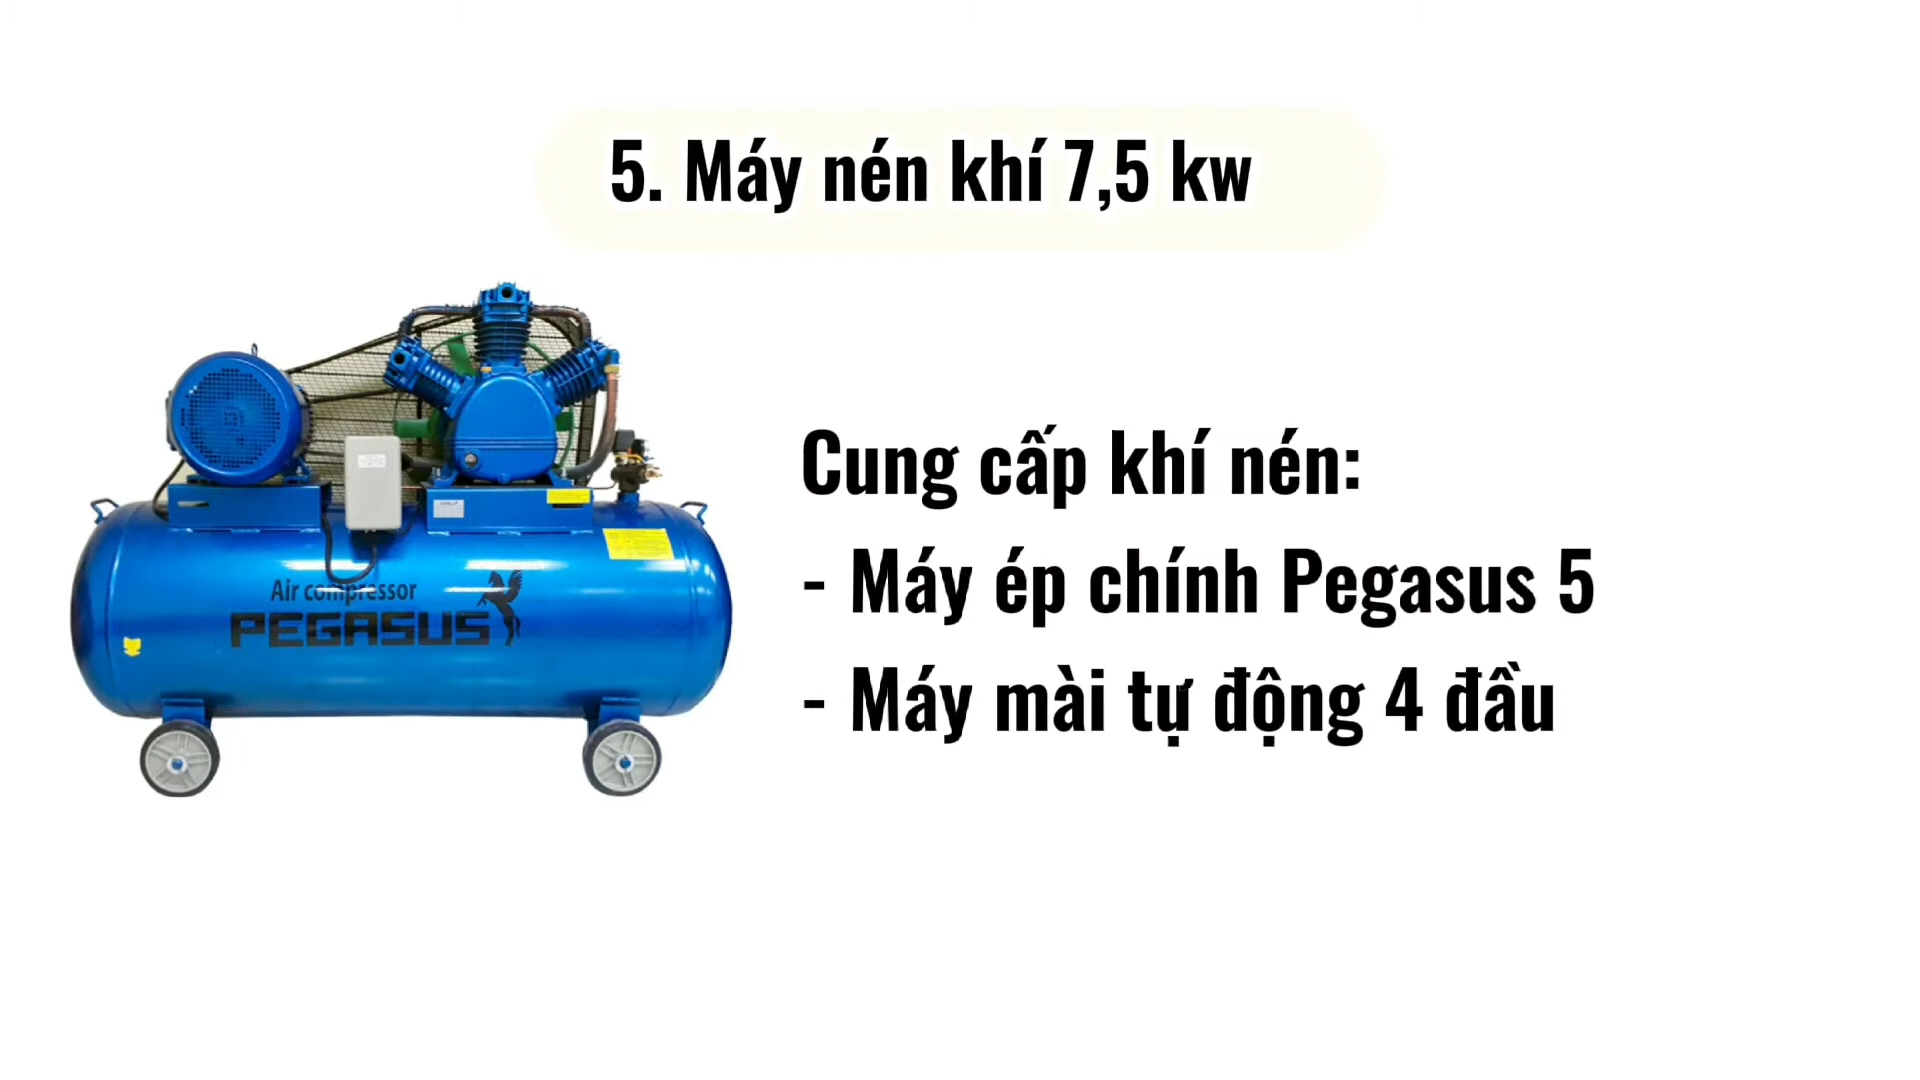 5. Máy nén khí 7,5 kw
Cung cấp khí nén:
- Máy ép chính Pegasus 5
- Máy mài tự động 4 đầu
Air compressor
PEGASUS